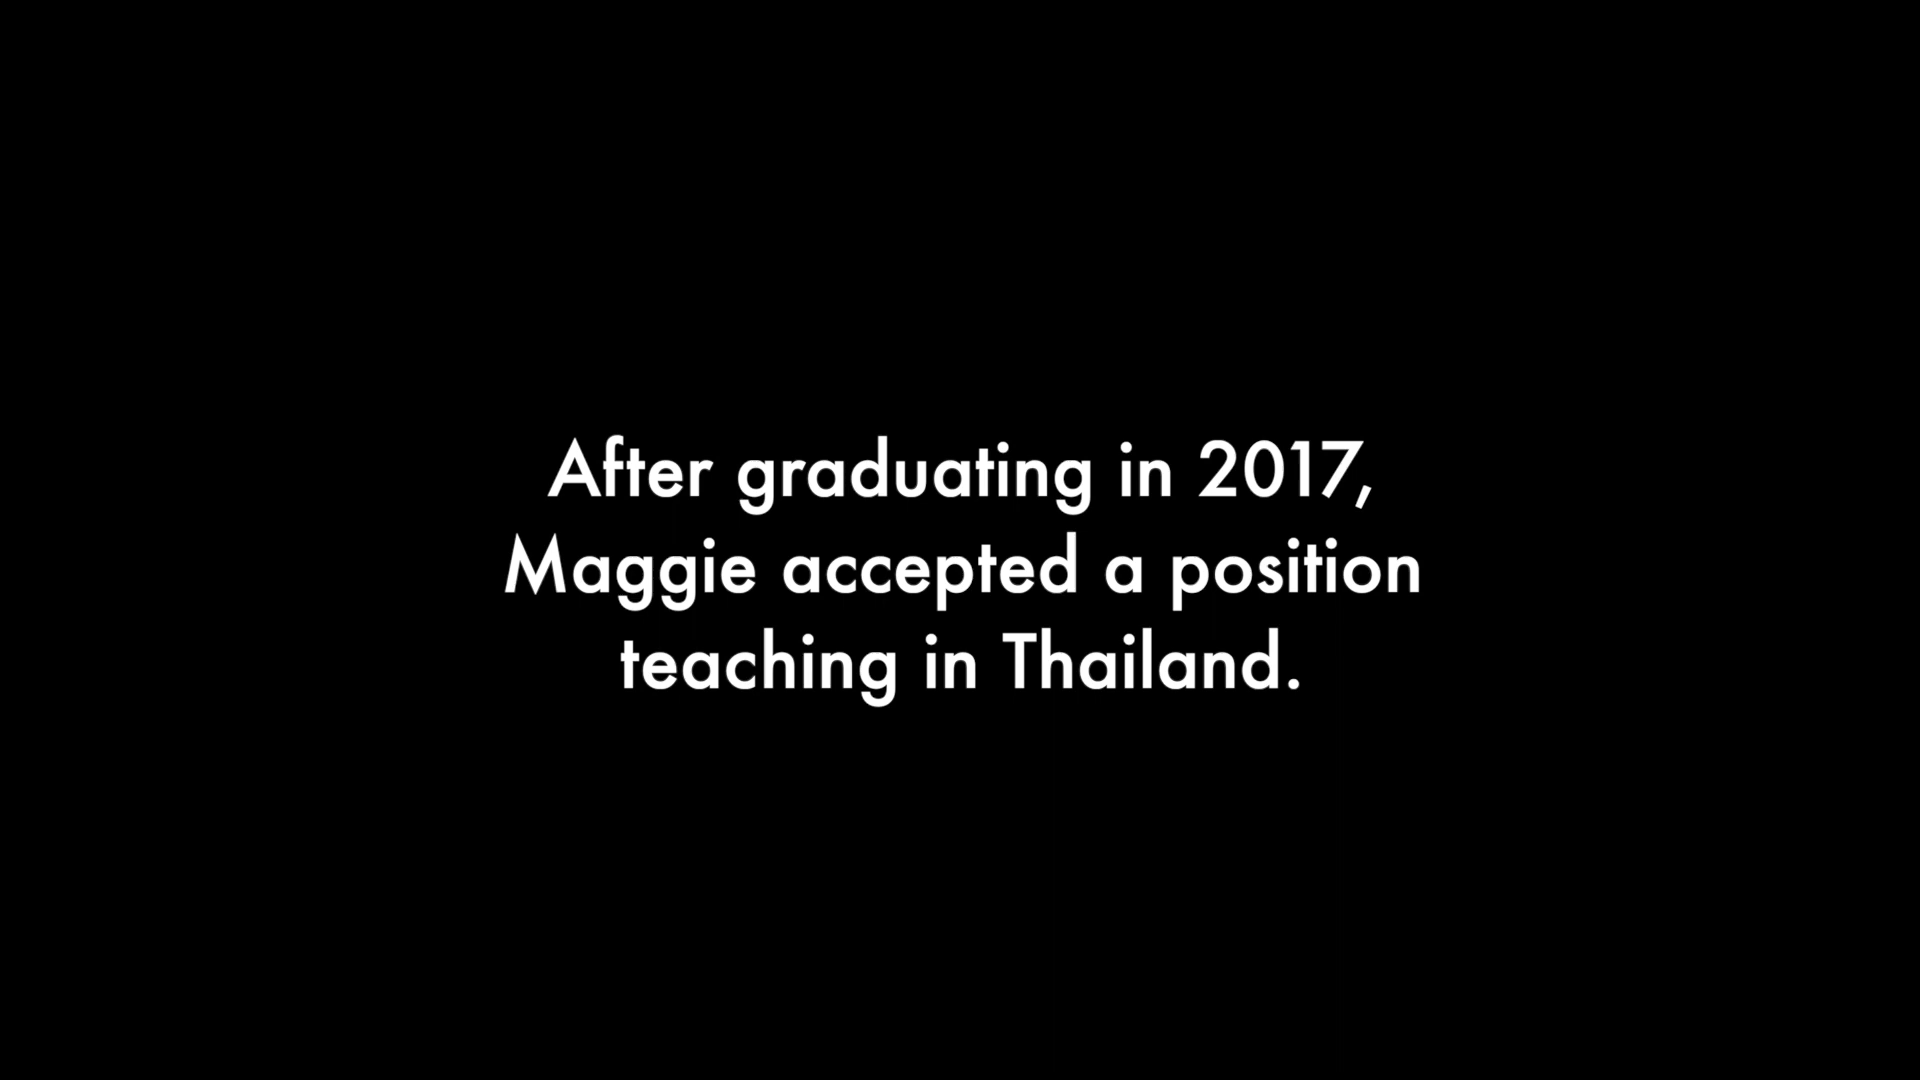 After graduating in 2017,
Maggie accepted a position
teaching in Thailand.